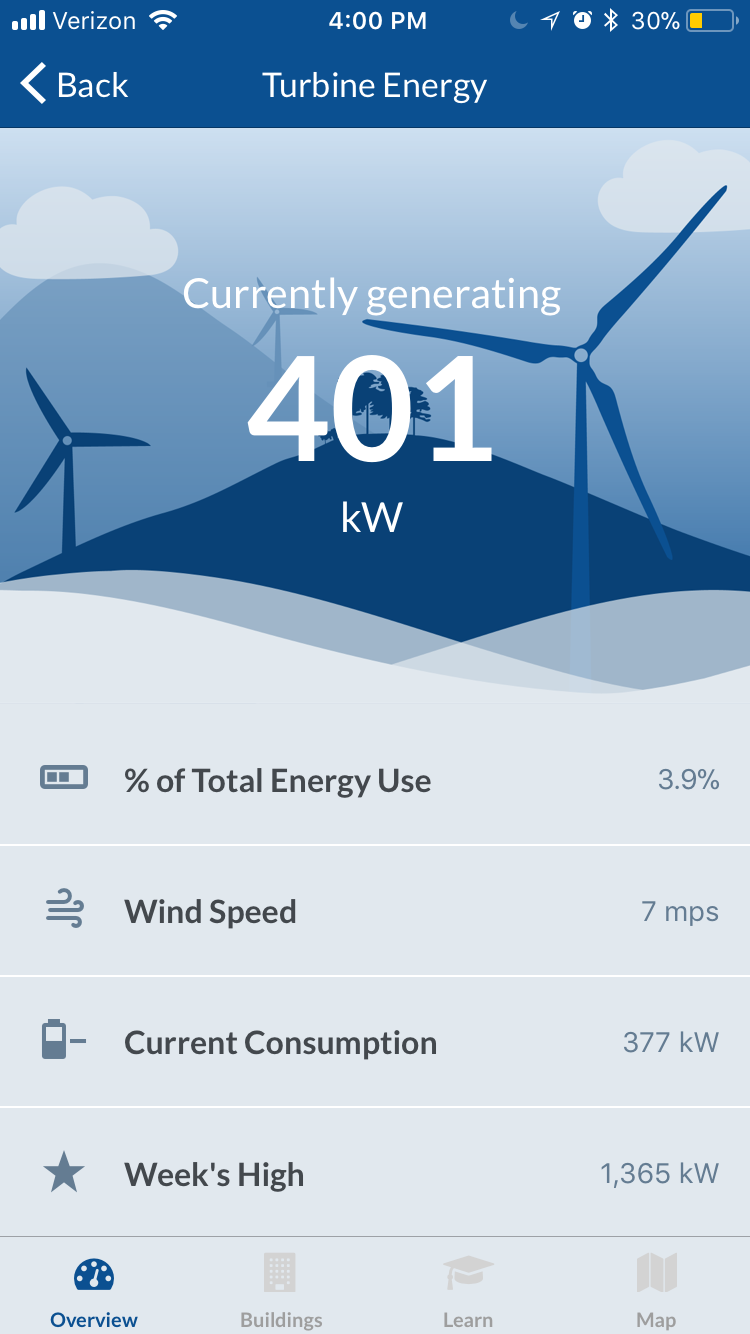 Verizon 4:00 PM 30%
Back Turbine Energy
Currently generating
401
kW
% of Total Energy Use 3.9%
Wind Speed 7 mps
Current Consumption 377 kW
Week's High 1,365 kW
Overview Buildings Learn Map